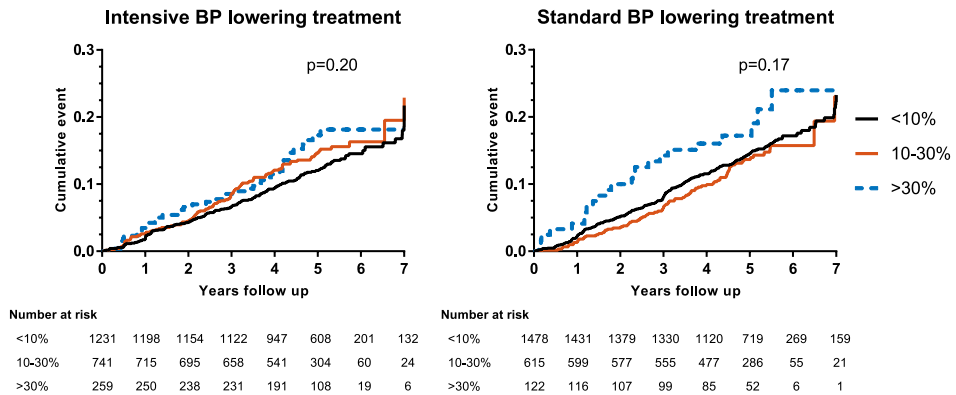 Intensive BP lowering treatment
Standard BP lowering treatment
0.3
0.2
0.1
0.0
Cumulative event
p=0.20
0 1 2 3 4 5 6 7
Years follow up
0.3
0.2
0.1
0.0
Cumulative event
p=0.17
0 1 2 3 4 5 6 7
Years follow up
<10%
10-30%
>30%
Number at risk
<10% 1231 1198 1154 1122 947 608 201 132
10-30% 741 715 695 658 541 304 60 24
>30% 259 250 238 231 191 108 19 6
Number at risk
<10% 1478 1431 1379 1330 1120 719 269 159
10-30% 615 599 577 555 477 286 55 21
>30% 122 116 107 99 85 52 6 1